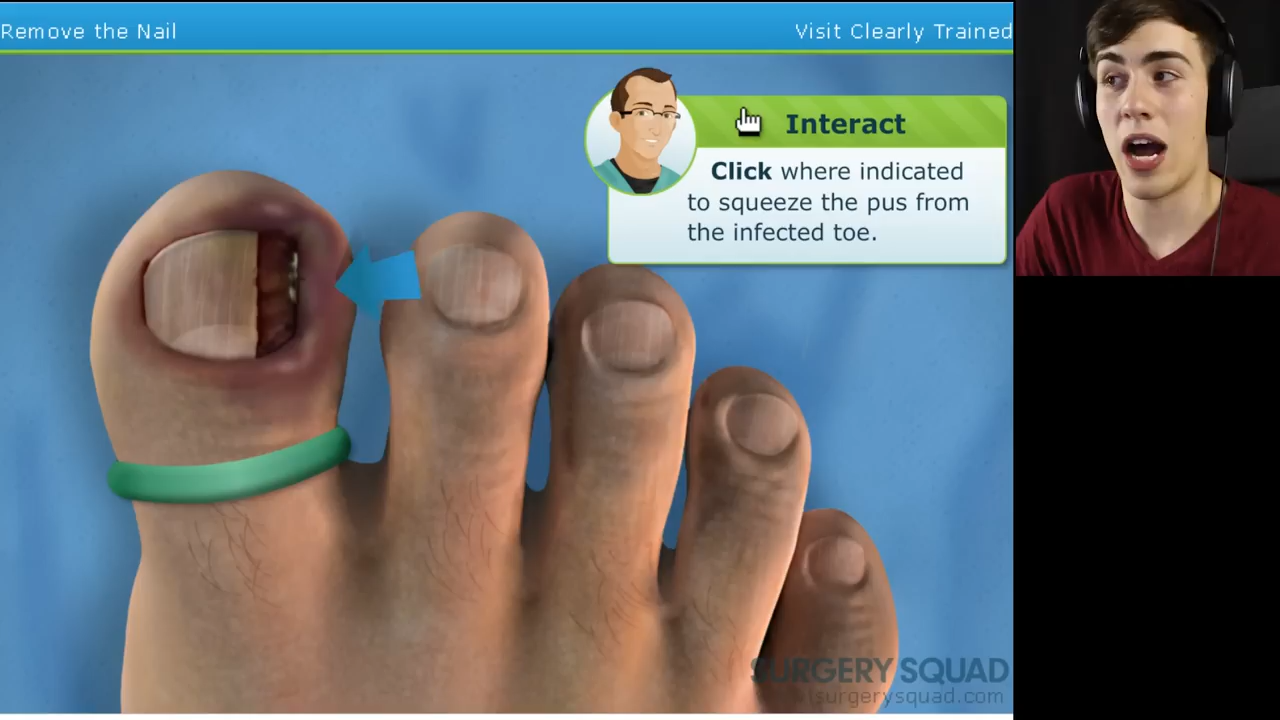 Remove the Nail
Visit Clearly Trained
Interact
Click where indicated
to squeeze the pus from
the infected toe.
SURGERY SQUAD
surgerysquad.com